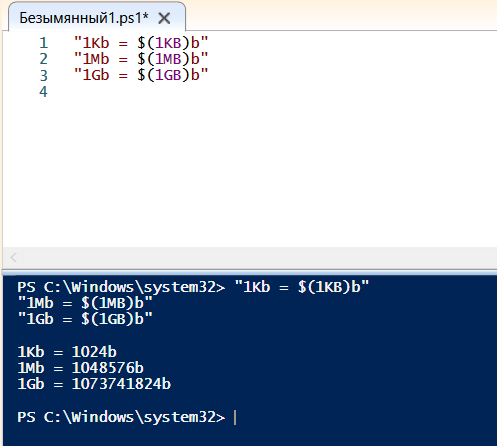 Безымянный1.ps1* X
1 "1Kb = $(1KB)b"
2 "1Mb = $(1MB)b"
3 "1Gb = $(1GB)b"
4
PS C:\Windows\system32> "1Kb = $(1KB)b"
"1Mb = $(1MB)b"
"1Gb = $(1GB)b"
1Kb = 1024b
1Mb = 1048576b
1Gb = 1073741824b
PS C:\Windows\system32>